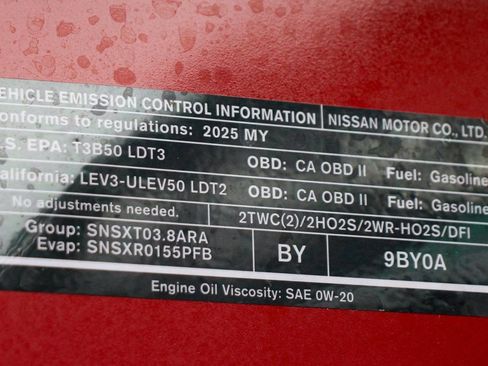 EHICLE EMISSION CONTROL INFORMATION NISSAN MOTOR CO., LTD.
onforms to regulations: 2025 MY
.S. EPA: T3B50 LDT3 OBD: CA OBD II Fuel: Gasoline
alifornia: LEV3-ULEV50 LDT2 OBD: CA OBD II Fuel: Gasoline
No adjustments needed. 2TWC(2)/2HO2S/2WR-HO2S/DFI
Group: SNSXT03.8ARA
Evap: SNSXR0155PFB BY 9BY0A
Engine Oil Viscosity: SAE 0W-20